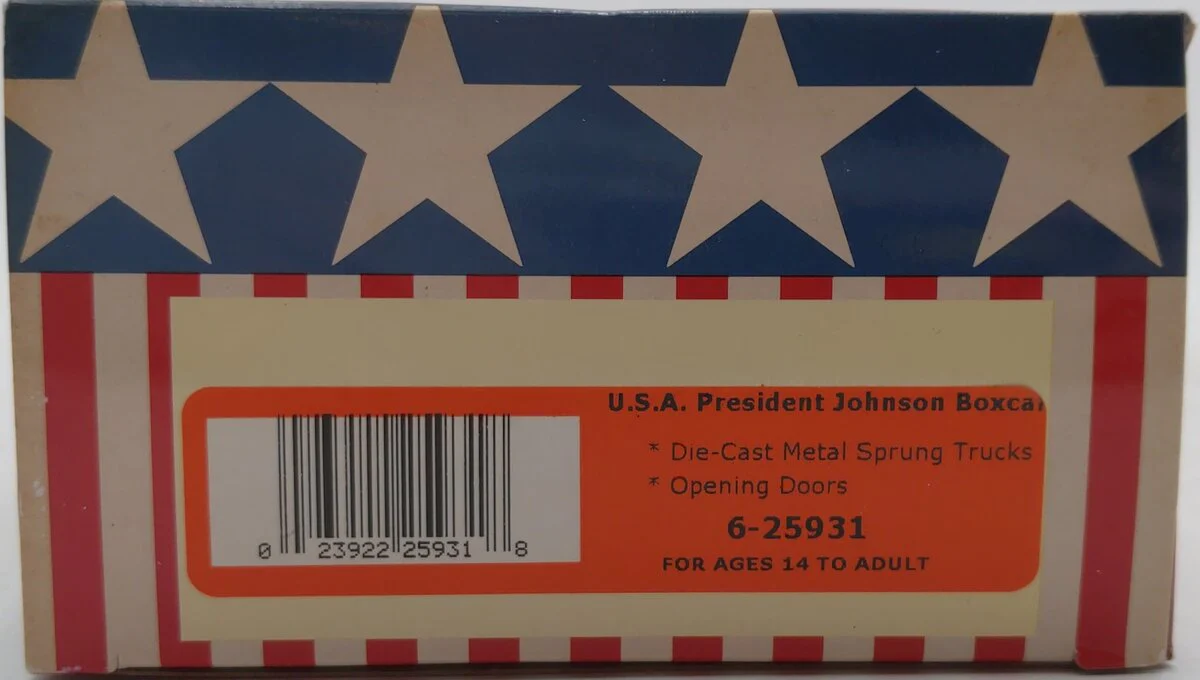 U.S.A. President Johnson Boxcar
* Die-Cast Metal Sprung Trucks
* Opening Doors
6-25931
FOR AGES 14 TO ADULT
0 23922 25931 8